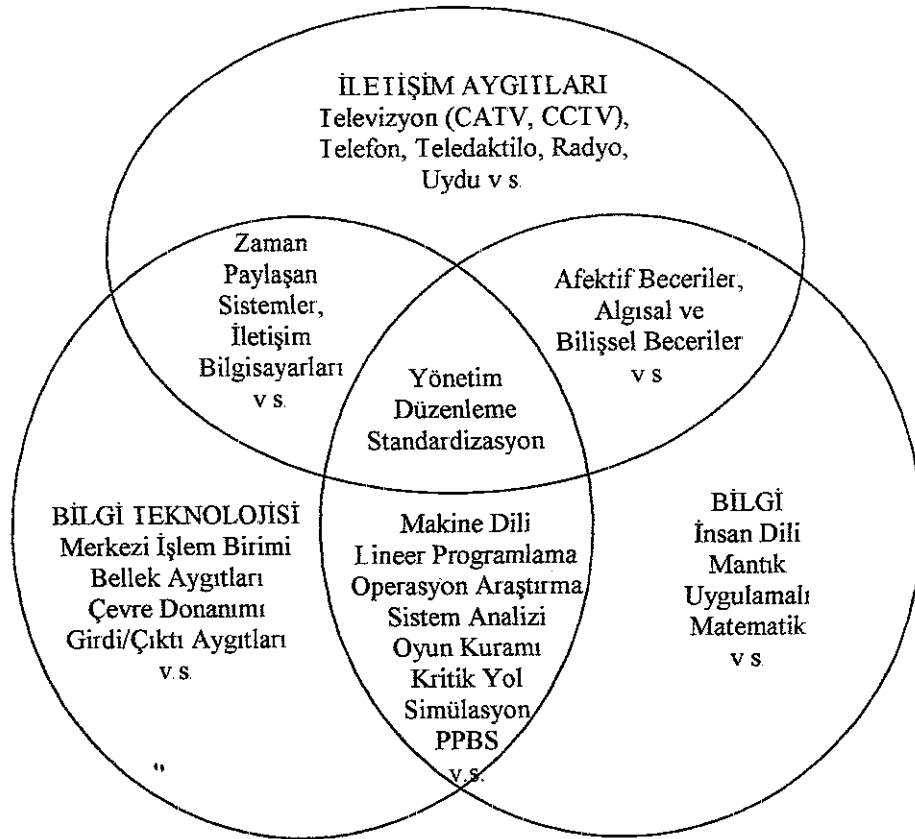 İLETİŞİM AYGITLARI
Televizyon (CATV, CCTV),
Telefon, Teledaktilo, Radyo,
Uydu v s.
Zaman
Paylaşan
Sistemler,
İletişim
Bilgisayarları
v s.
Afektif Beceriler,
Algısal ve
Bilişsel Beceriler
v s
Yönetim
Düzenleme
Standardizasyon
BİLGİ TEKNOLOJİSİ
Merkezi İşlem Birimi
Bellek Aygıtları
Çevre Donanımı
Girdi/Çıktı Aygıtları
v.s.
Makine Dili
Lineer Programlama
Operasyon Araştırma
Sistem Analizi
Oyun Kuramı
Kritik Yol
Simülasyon
PPBS
v.s.
BİLGİ
İnsan Dili
Mantık
Uygulamalı
Matematik
v s